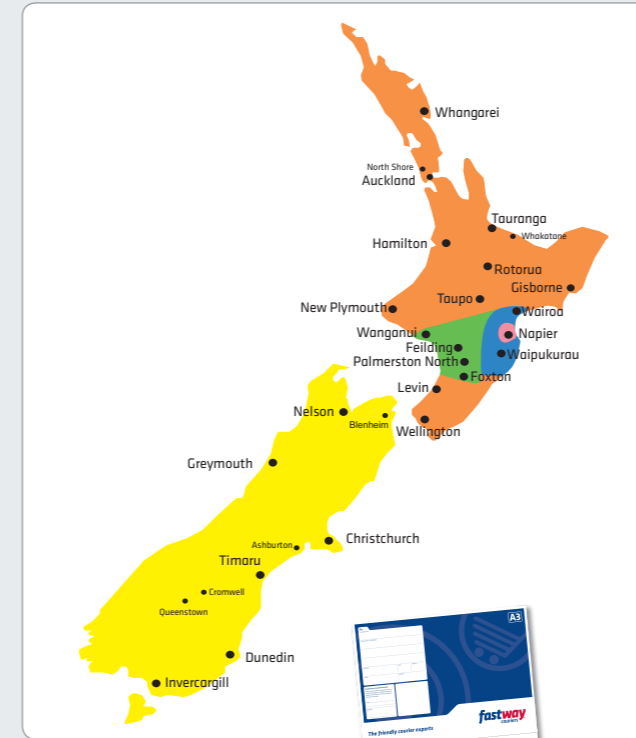 Whangarei
North Shore
Auckland
Tauranga
Whakatane
Hamilton
Rotorua
Gisborne
Taupo
New Plymouth
Wairoa
Wanganui
Napier
Feilding
Waipukurau
Palmerston North
Foxton
Levin
Nelson
Blenheim
Wellington
Greymouth
Christchurch
Ashburton
Timaru
Cromwell
Queenstown
Dunedin
Invercargill
A3
fastway
couriers
The friendly courier experts